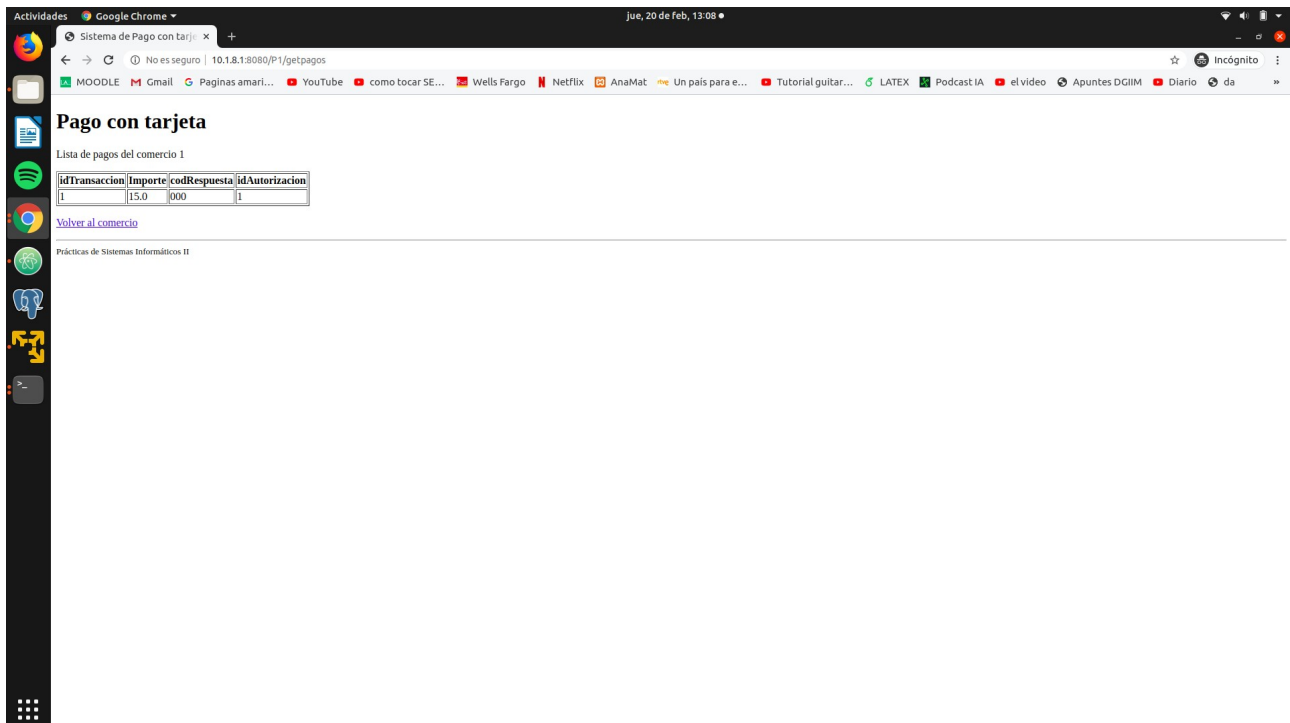 Actividades Google Chrome jue, 20 de feb, 13:08
Sistema de Pago con tarje
No es seguro | 10.1.8.1:8080/P1/getpagos Incógnito
MOODLE Gmail Paginas amari... YouTube como tocar SE... Wells Fargo Netflix AnaMat rtve Un país para e... Tutorial guitar... LATEX Podcast IA el video Apuntes DGIIM Diario da »
Pago con tarjeta
Lista de pagos del comercio 1
idTransaccion Importe codRespuesta idAutorizacion
1 15.0 000 1
Volver al comercio
Prácticas de Sistemas Informáticos II